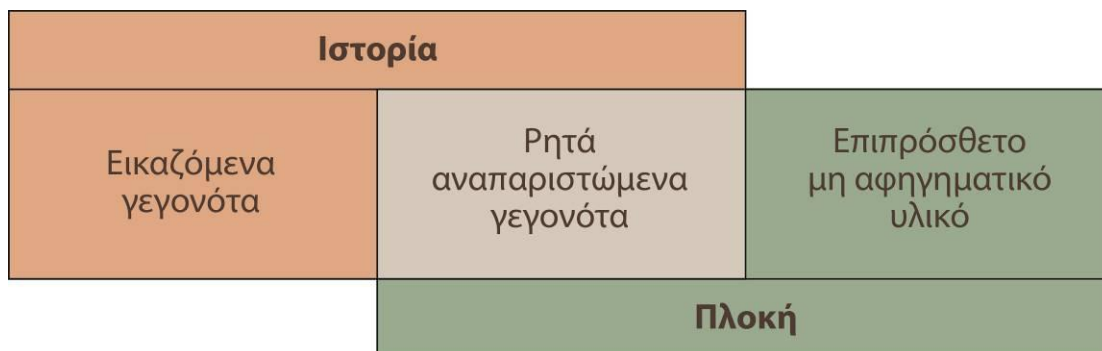 Ιστορία
Εικαζόμενα
γεγονότα
Ρητά
αναπαριστώμενα
γεγονότα
Επιπρόσθετο
μη αφηγηματικό
υλικό
Πλοκή